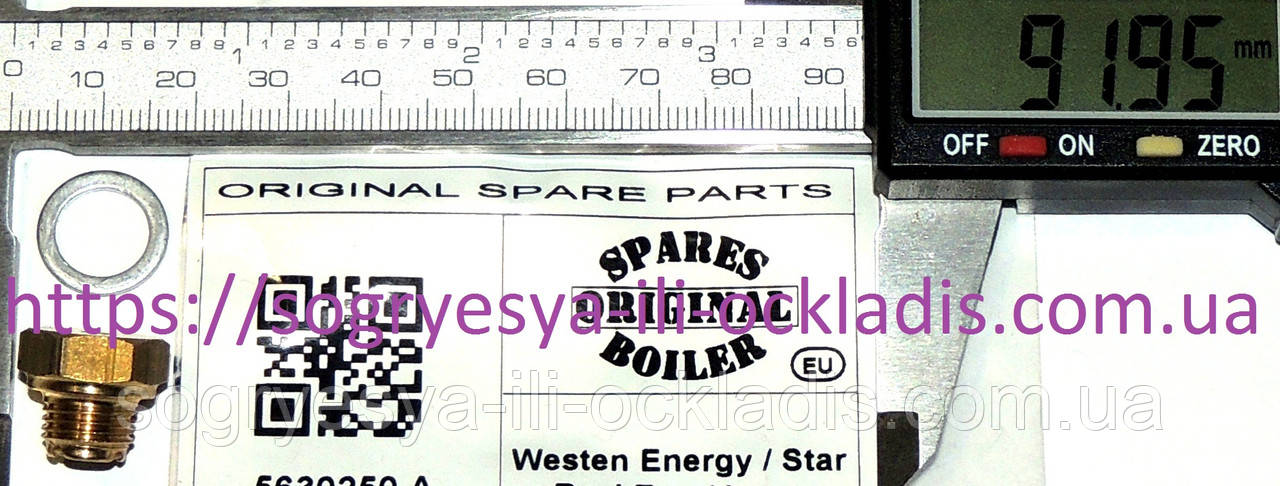 1 2 3 4 5 6 7 8 9 1 1 2 3 4 5 6 7 8 9 2 1 2 3 4 5 6 7 8 9 3 1 2 3 4 5 6
0 10 20 30 40 50 60 70 80 90
91.95 mm
OFF ON ZERO
ORIGINAL SPARE PARTS
SPARES
ORIGINAL
BOILER
EU
https://sogryesya-ili-ockladis.com.ua
sogryesya-ili-ockladis.com.ua
Westen Energy / Star
5630250 A